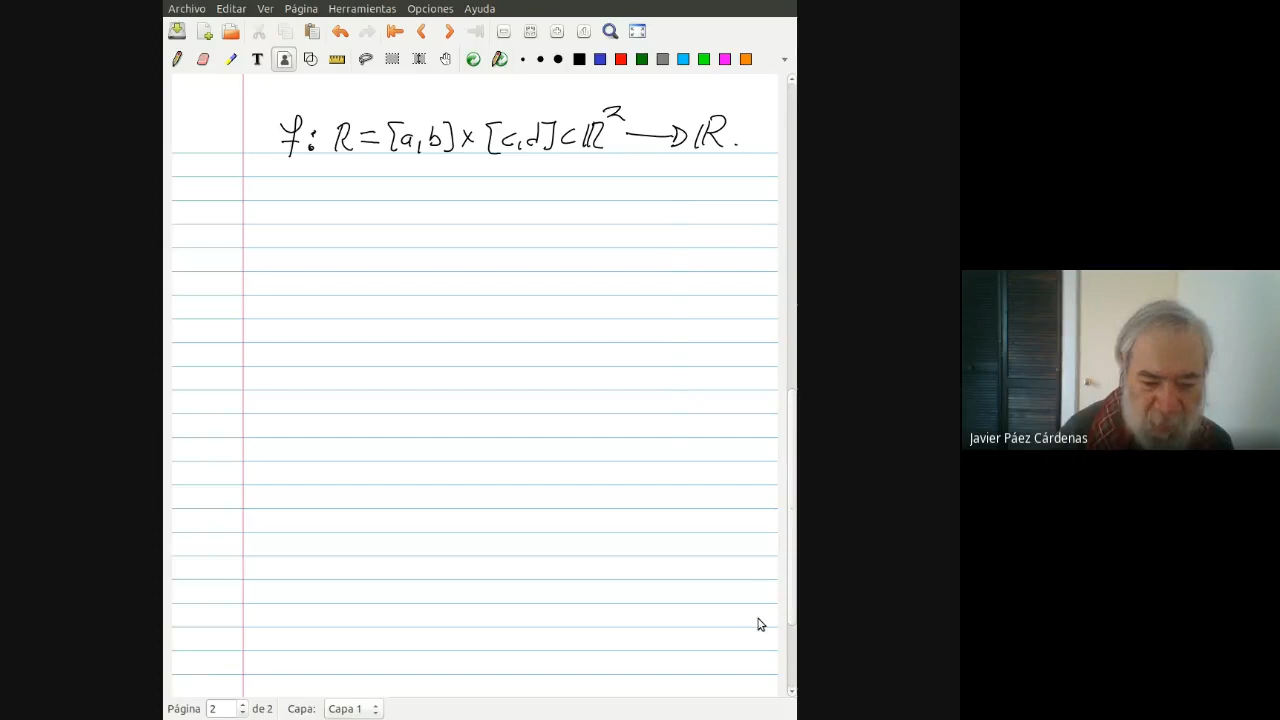 Archivo Editar Ver Página Herramientas Opciones Ayuda
T
f: R = [a,b] × [c,d] ⊂ ℝ² → ℝ.
Javier Páez Cárdenas
Página 2 de 2 Capa: Capa 1